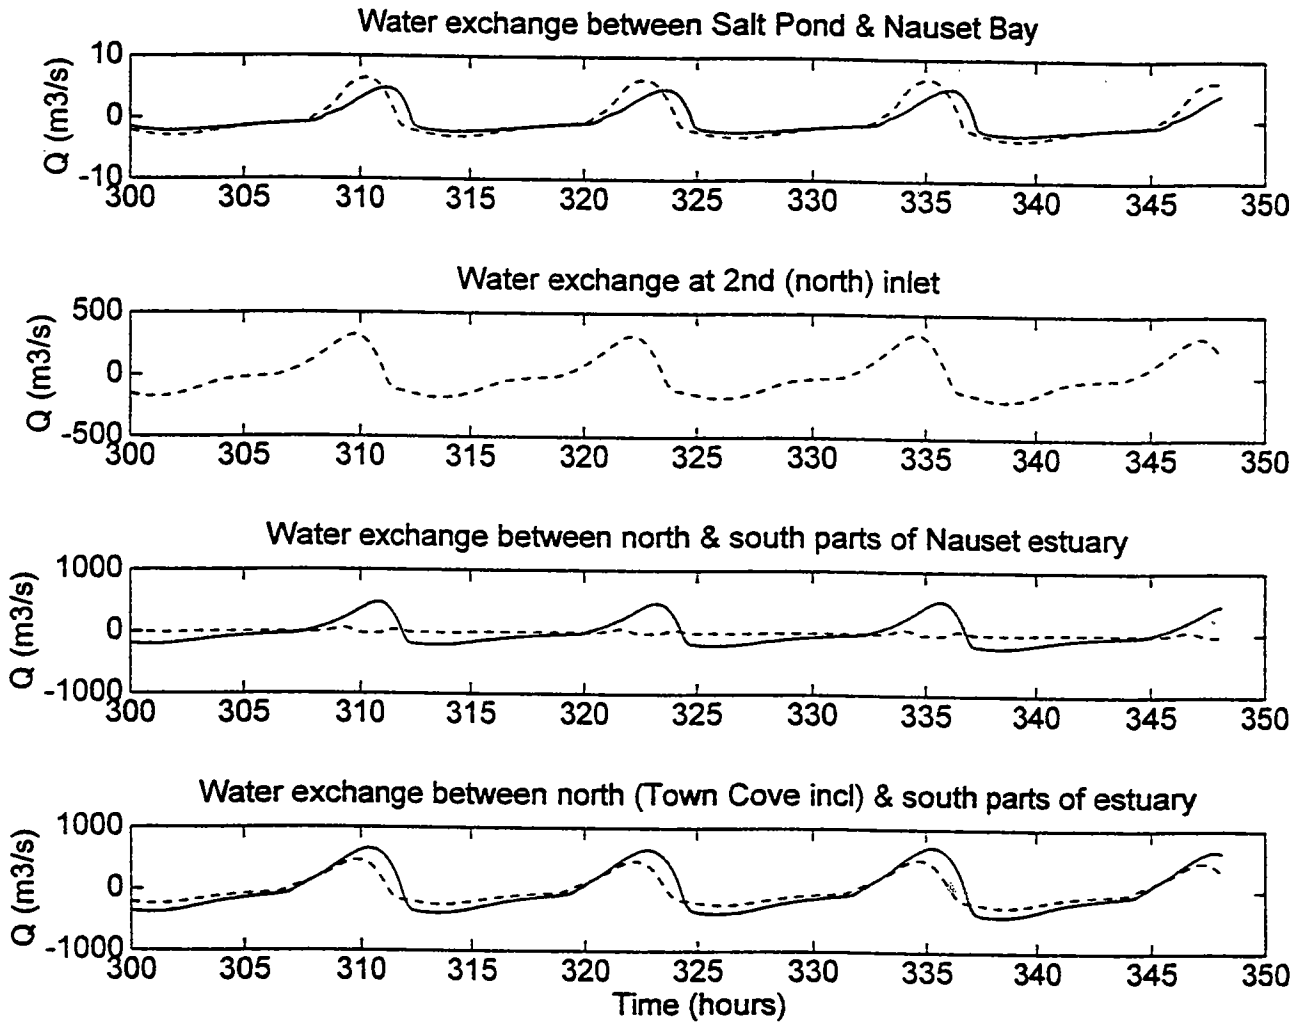 Water exchange between Salt Pond & Nauset Bay
10
0
-10
Q (m3/s)
300 305 310 315 320 325 330 335 340 345 350
Water exchange at 2nd (north) inlet
500
0
-500
Q (m3/s)
300 305 310 315 320 325 330 335 340 345 350
Water exchange between north & south parts of Nauset estuary
1000
0
-1000
Q (m3/s)
300 305 310 315 320 325 330 335 340 345 350
Water exchange between north (Town Cove incl) & south parts of estuary
1000
0
-1000
Q (m3/s)
300 305 310 315 320 325 330 335 340 345 350
Time (hours)